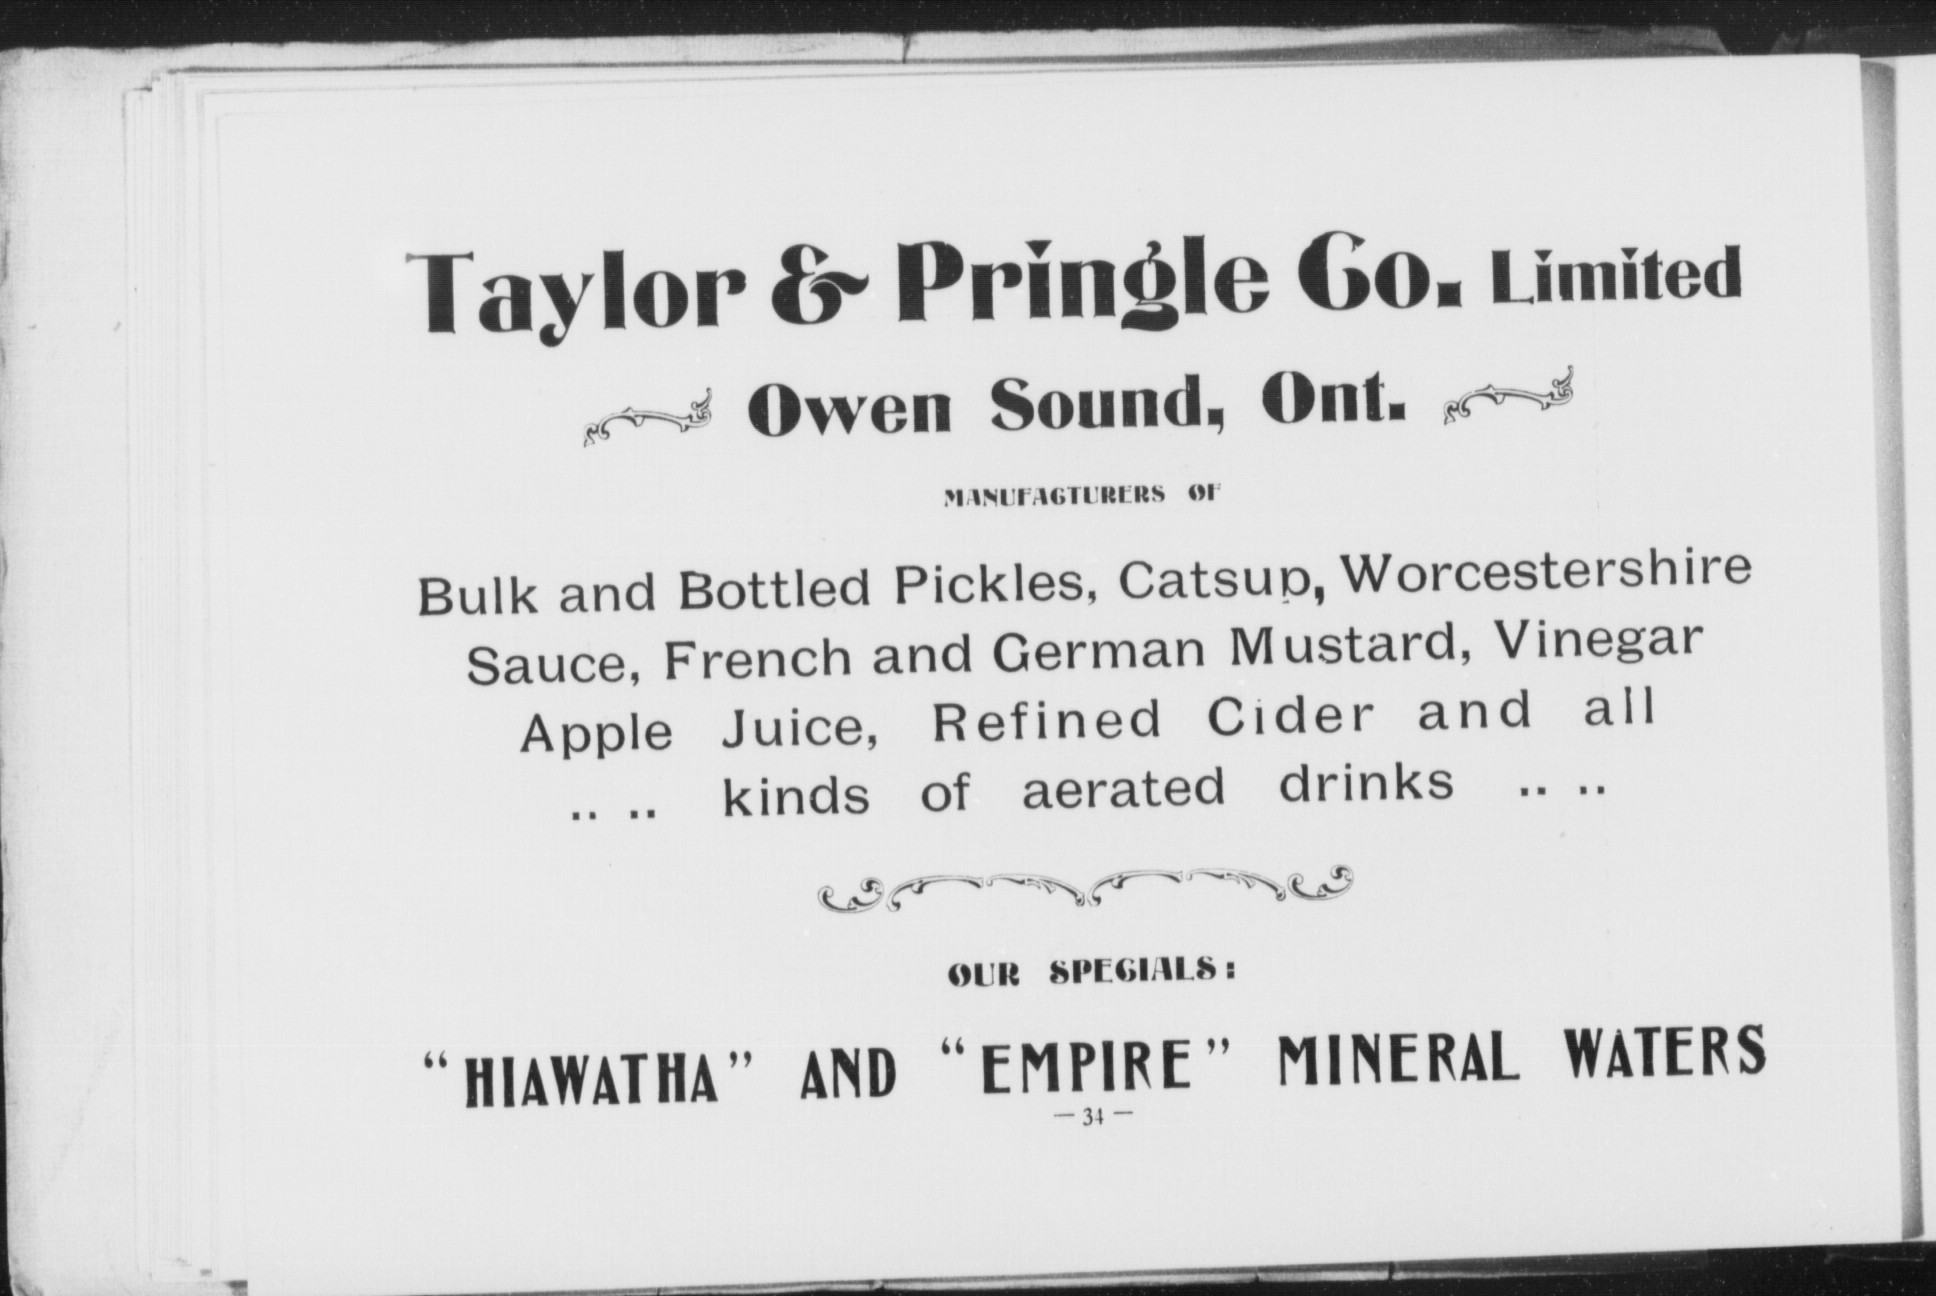 Taylor & Pringle Co. Limited
Owen Sound, Ont.
MANUFACTURERS OF
Bulk and Bottled Pickles, Catsup, Worcestershire
Sauce, French and German Mustard, Vinegar
Apple Juice, Refined Cider and all
.. .. kinds of aerated drinks .. ..
OUR SPECIALS:
"HIAWATHA" AND "EMPIRE" MINERAL WATERS
— 34 —